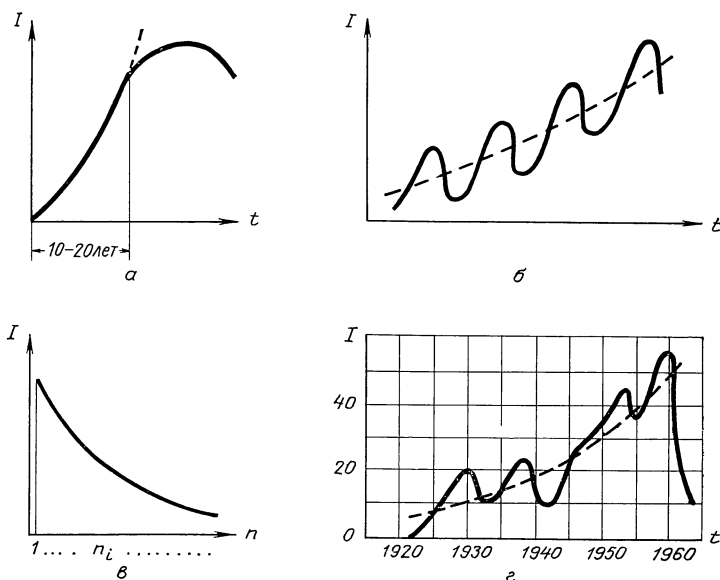 I
t
10–20лет
а
I
t
б
I
1.... nᵢ .........
n
в
I
40
20
0
1920 1930 1940 1950 1960
t
г